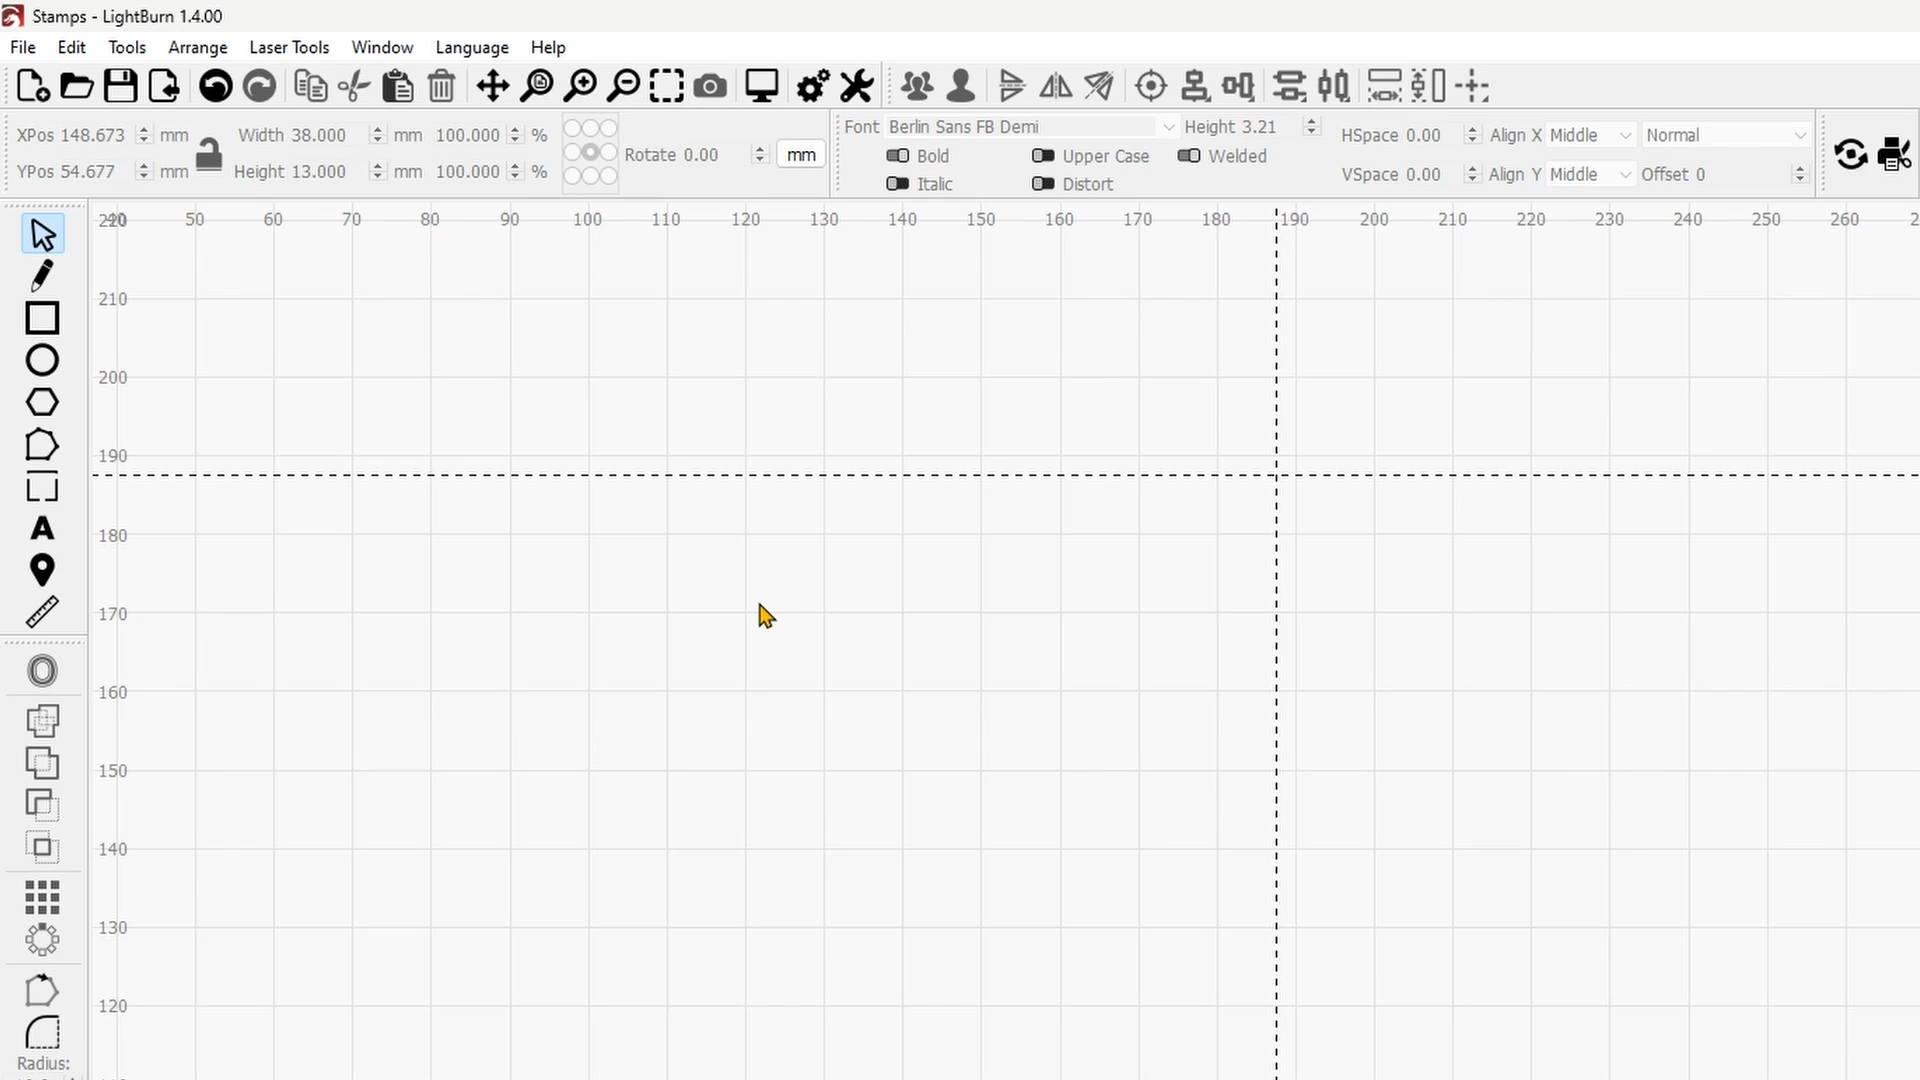 Stamps - LightBurn 1.4.00
File Edit Tools Arrange Laser Tools Window Language Help
XPos 148.673 mm Width 38.000 mm 100.000 %
YPos 54.677 mm Height 13.000 mm 100.000 %
Rotate 0.00 mm
Font Berlin Sans FB Demi Height 3.21
Bold Upper Case Welded
Italic Distort
HSpace 0.00 Align X Middle Normal
VSpace 0.00 Align Y Middle Offset 0
220 40 50 60 70 80 90 100 110 120 130 140 150 160 170 180 190 200 210 220 230 240 250 260
210
200
190
180
170
160
150
140
130
120
A
Radius: